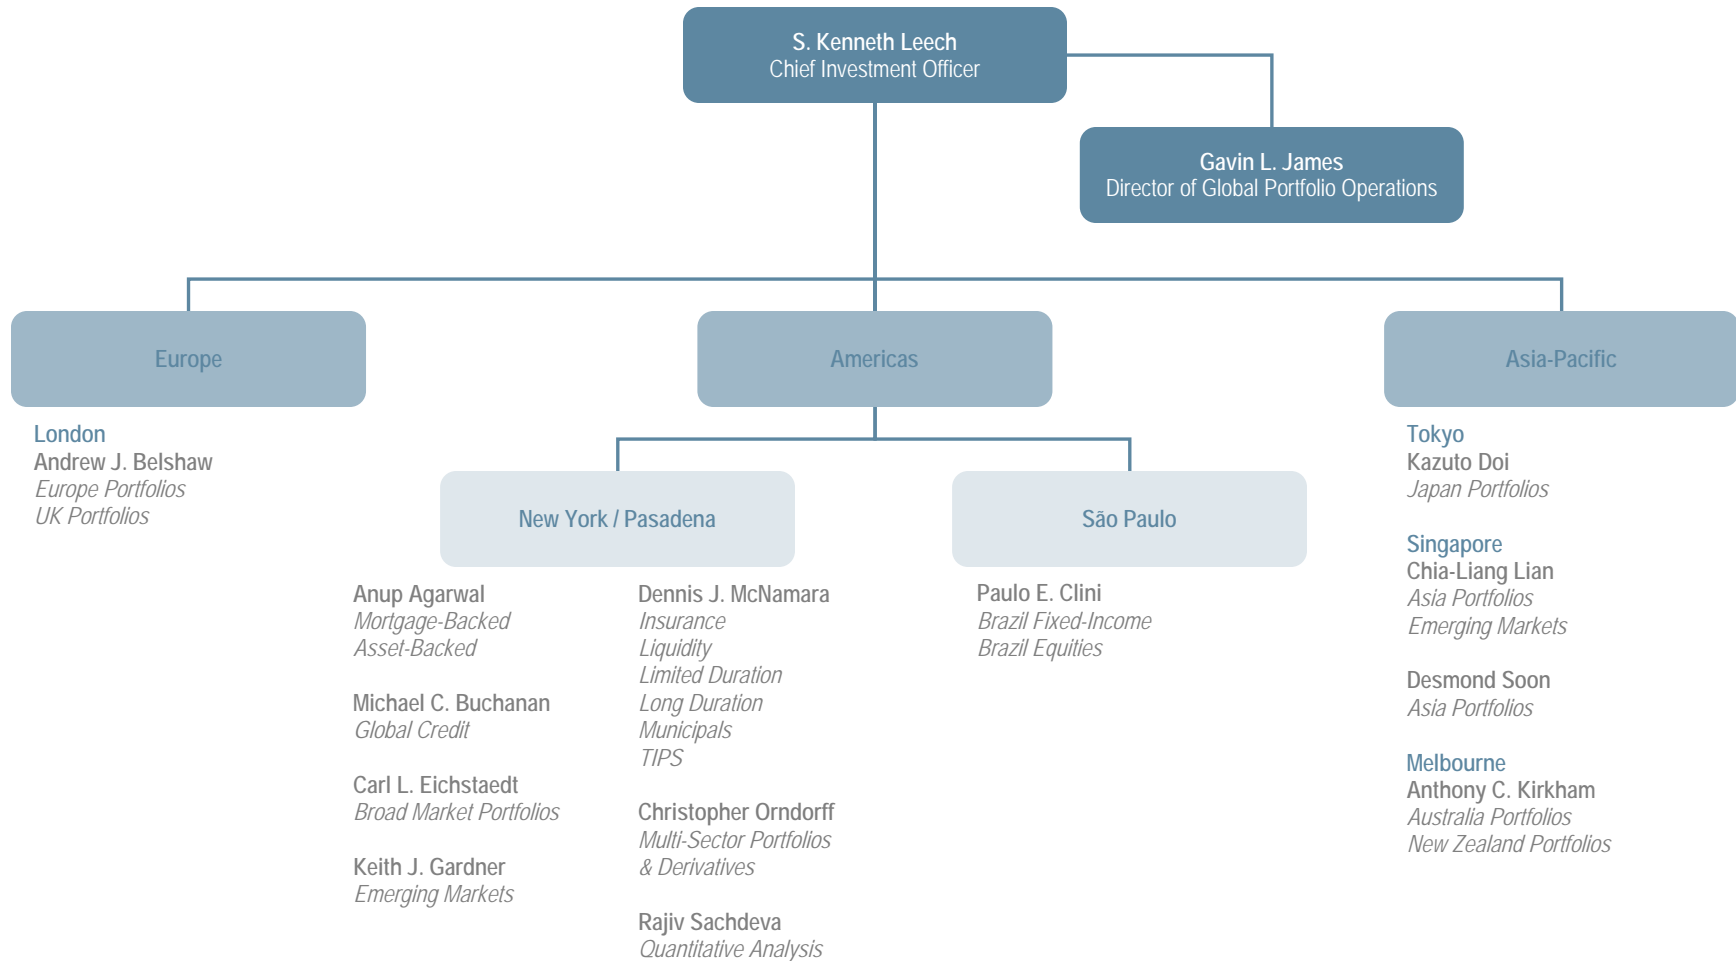 S. Kenneth Leech
Chief Investment Officer
Gavin L. James
Director of Global Portfolio Operations
Europe
London
Andrew J. Belshaw
Europe Portfolios
UK Portfolios
Americas
New York / Pasadena
Anup Agarwal
Mortgage-Backed
Asset-Backed
Michael C. Buchanan
Global Credit
Carl L. Eichstaedt
Broad Market Portfolios
Keith J. Gardner
Emerging Markets
Dennis J. McNamara
Insurance
Liquidity
Limited Duration
Long Duration
Municipals
TIPS
Christopher Orndorff
Multi-Sector Portfolios
& Derivatives
Rajiv Sachdeva
Quantitative Analysis
São Paulo
Paulo E. Clini
Brazil Fixed-Income
Brazil Equities
Asia-Pacific
Tokyo
Kazuto Doi
Japan Portfolios
Singapore
Chia-Liang Lian
Asia Portfolios
Emerging Markets
Desmond Soon
Asia Portfolios
Melbourne
Anthony C. Kirkham
Australia Portfolios
New Zealand Portfolios